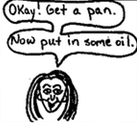 Okay! Get a pan.
Now put in some oil.